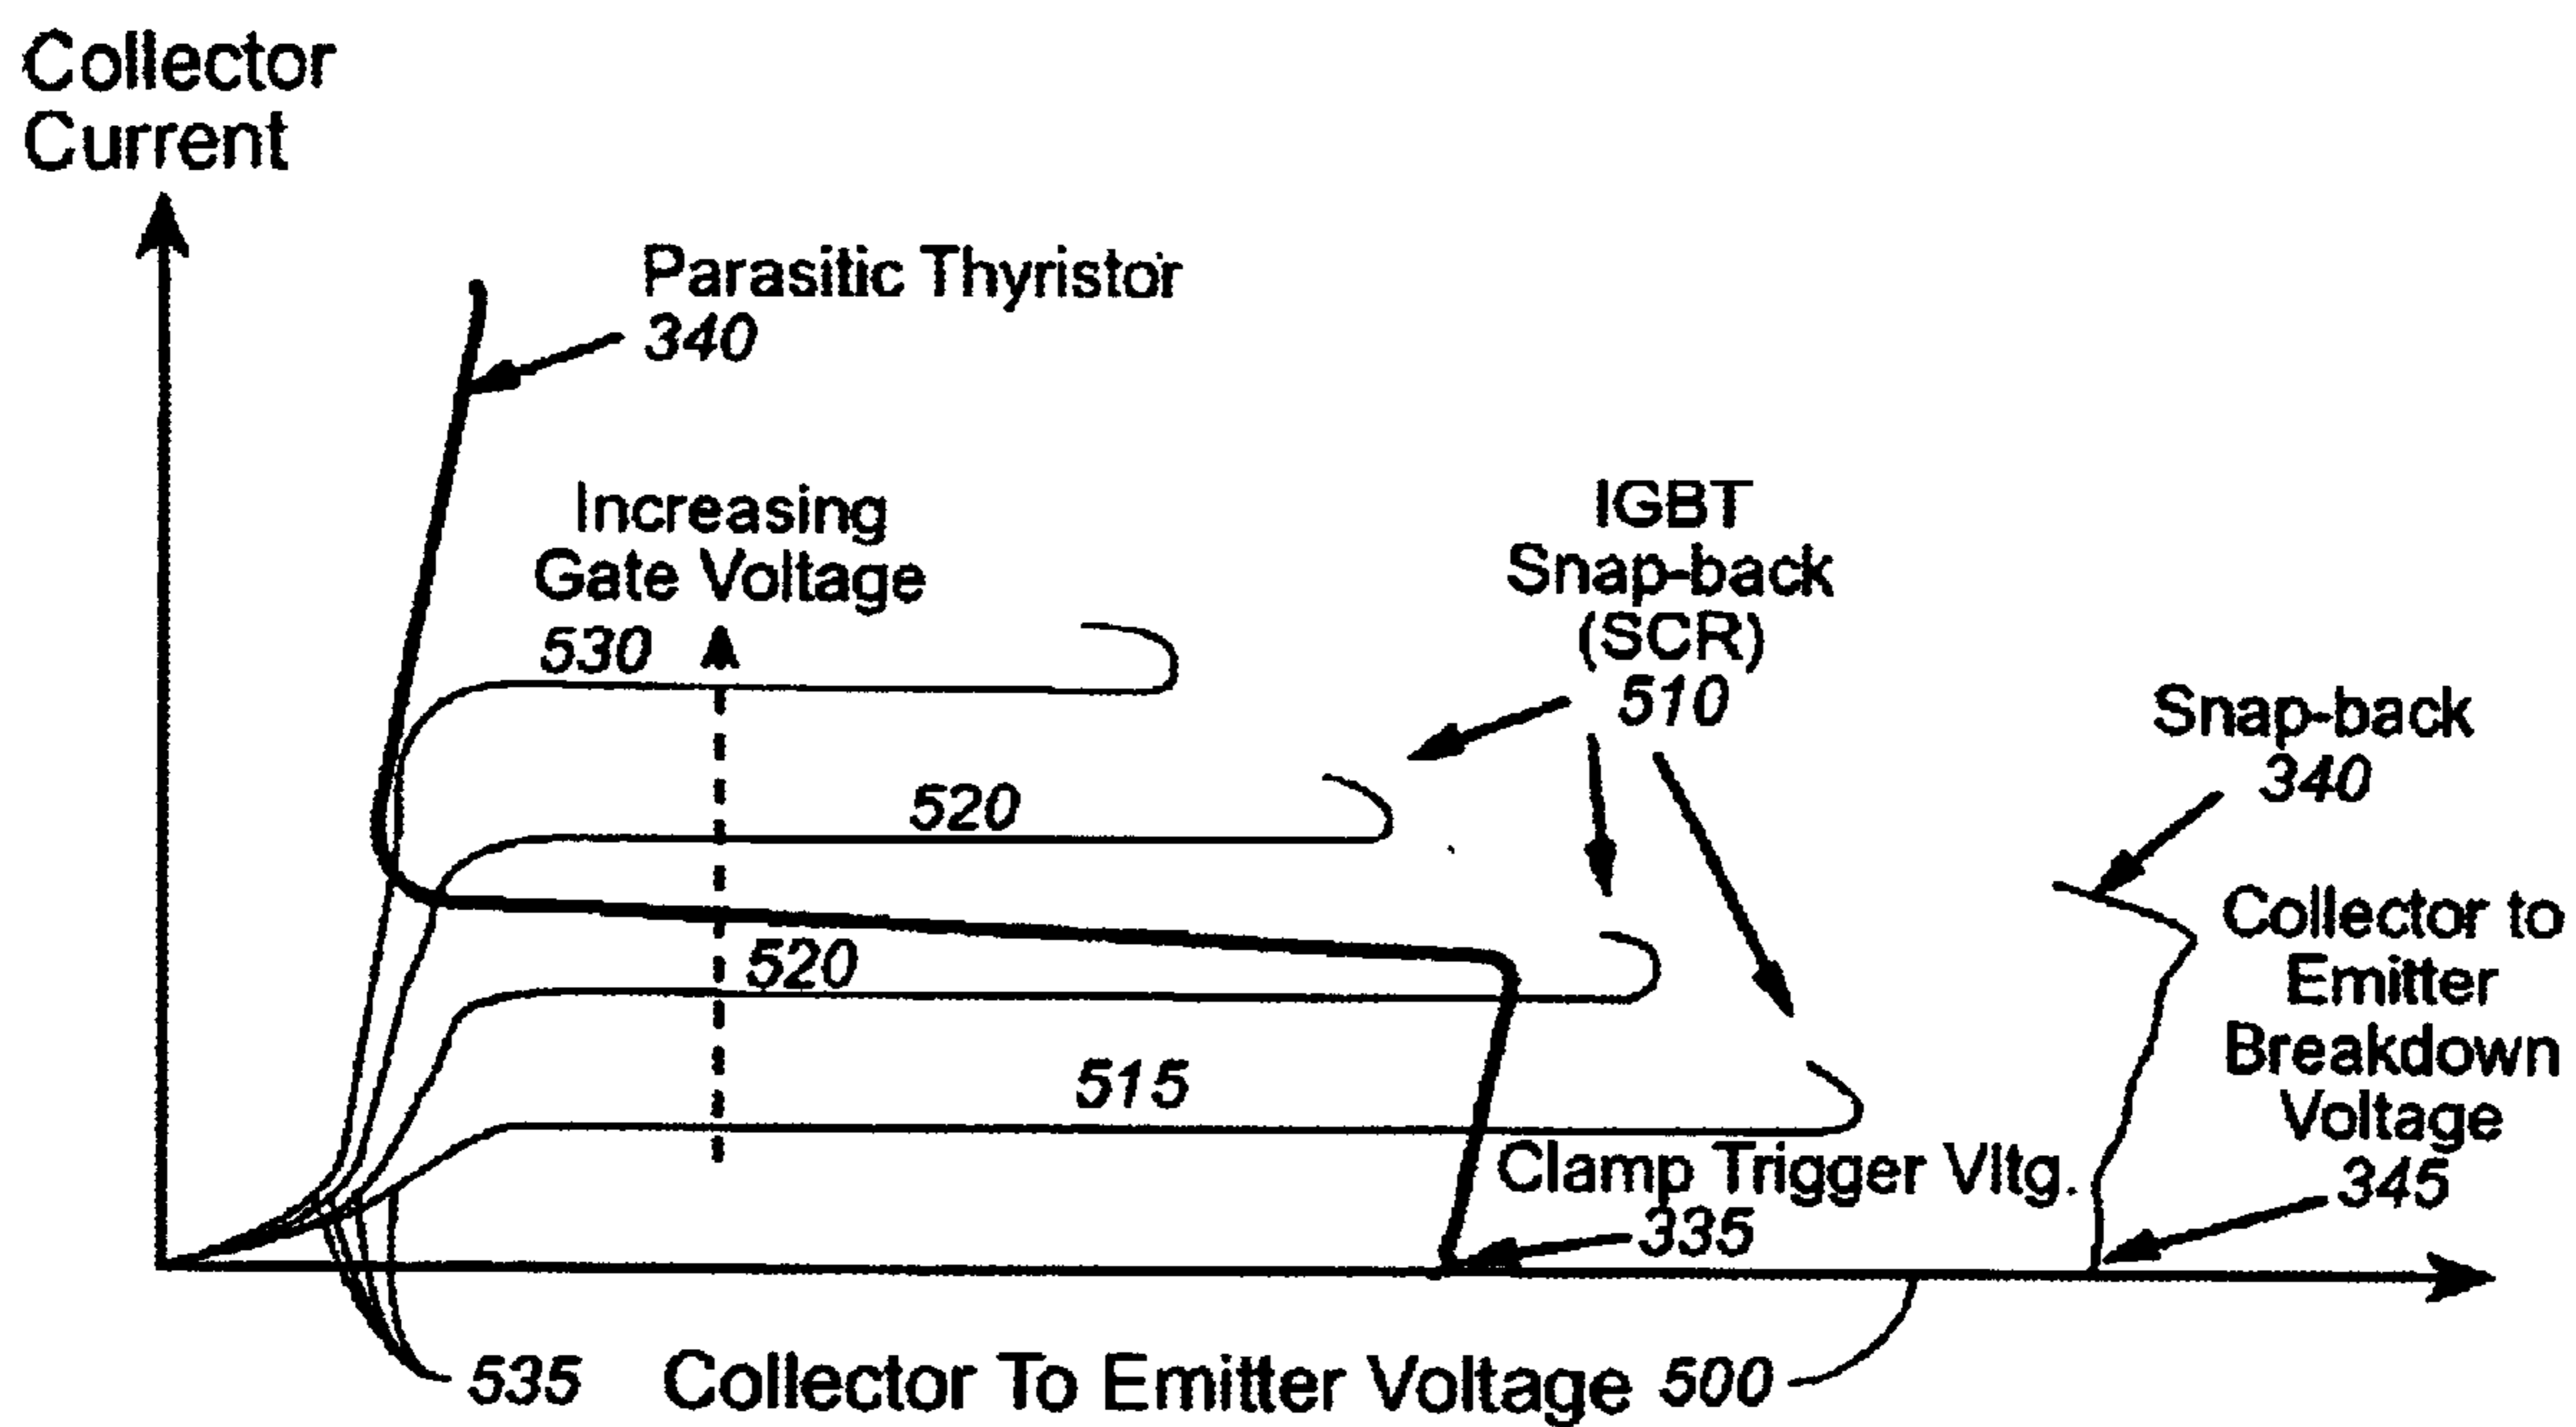 Collector
Current
Parasitic Thyristor
340
Increasing
Gate Voltage
530
IGBT
Snap-back
(SCR)
510
Snap-back
340
520
Collector to
Emitter
Breakdown
Voltage
345
520
515
Clamp Trigger Vltg.
335
535
Collector To Emitter Voltage 500